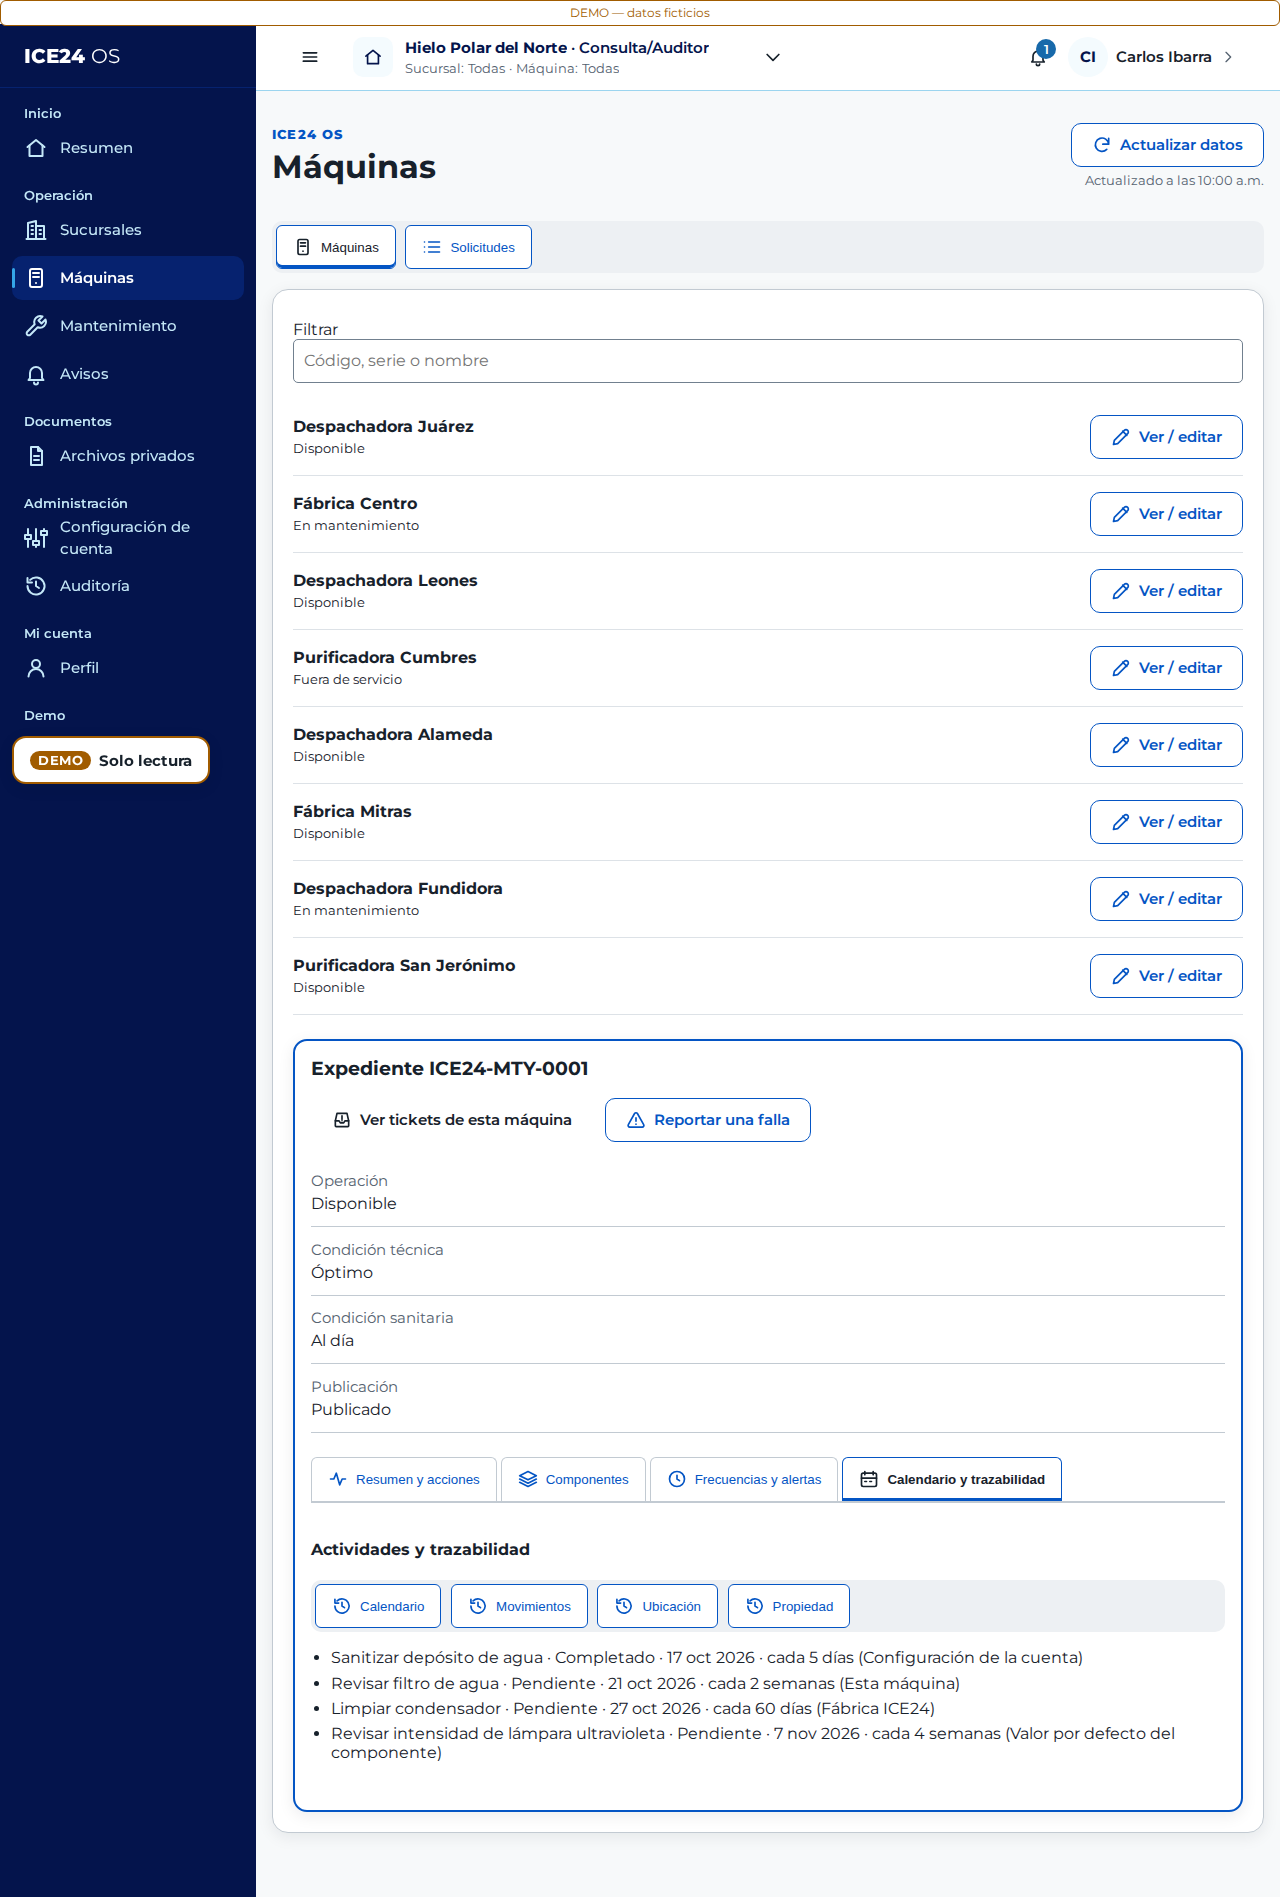 DEMO — datos ficticios
ICE24 OS
Inicio
Resumen
Operación
Sucursales
Máquinas
Mantenimiento
Avisos
Documentos
Archivos privados
Administración
Configuración de
cuenta
Auditoría
Mi cuenta
Perfil
Demo
DEMO Solo lectura
Hielo Polar del Norte · Consulta/Auditor
Sucursal: Todas · Máquina: Todas
1
CI Carlos Ibarra
ICE24 OS
Máquinas
Actualizar datos
Actualizado a las 10:00 a.m.
Máquinas Solicitudes
Filtrar
Código, serie o nombre
Despachadora Juárez
Disponible
Ver / editar
Fábrica Centro
En mantenimiento
Ver / editar
Despachadora Leones
Disponible
Ver / editar
Purificadora Cumbres
Fuera de servicio
Ver / editar
Despachadora Alameda
Disponible
Ver / editar
Fábrica Mitras
Disponible
Ver / editar
Despachadora Fundidora
En mantenimiento
Ver / editar
Purificadora San Jerónimo
Disponible
Ver / editar
Expediente ICE24-MTY-0001
Ver tickets de esta máquina Reportar una falla
Operación
Disponible
Condición técnica
Óptimo
Condición sanitaria
Al día
Publicación
Publicado
Resumen y acciones Componentes Frecuencias y alertas Calendario y trazabilidad
Actividades y trazabilidad
Calendario Movimientos Ubicación Propiedad
• Sanitizar depósito de agua · Completado · 17 oct 2026 · cada 5 días (Configuración de la cuenta)
• Revisar filtro de agua · Pendiente · 21 oct 2026 · cada 2 semanas (Esta máquina)
• Limpiar condensador · Pendiente · 27 oct 2026 · cada 60 días (Fábrica ICE24)
• Revisar intensidad de lámpara ultravioleta · Pendiente · 7 nov 2026 · cada 4 semanas (Valor por defecto del
componente)